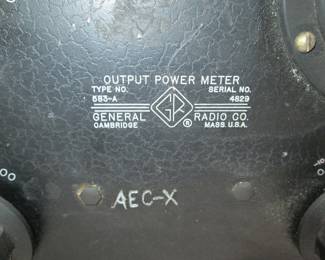 OUTPUT POWER METER
TYPE NO. SERIAL NO.
583-A 4829
GENERAL GR RADIO CO.
CAMBRIDGE ® MASS. U.S.A.
AEC-X